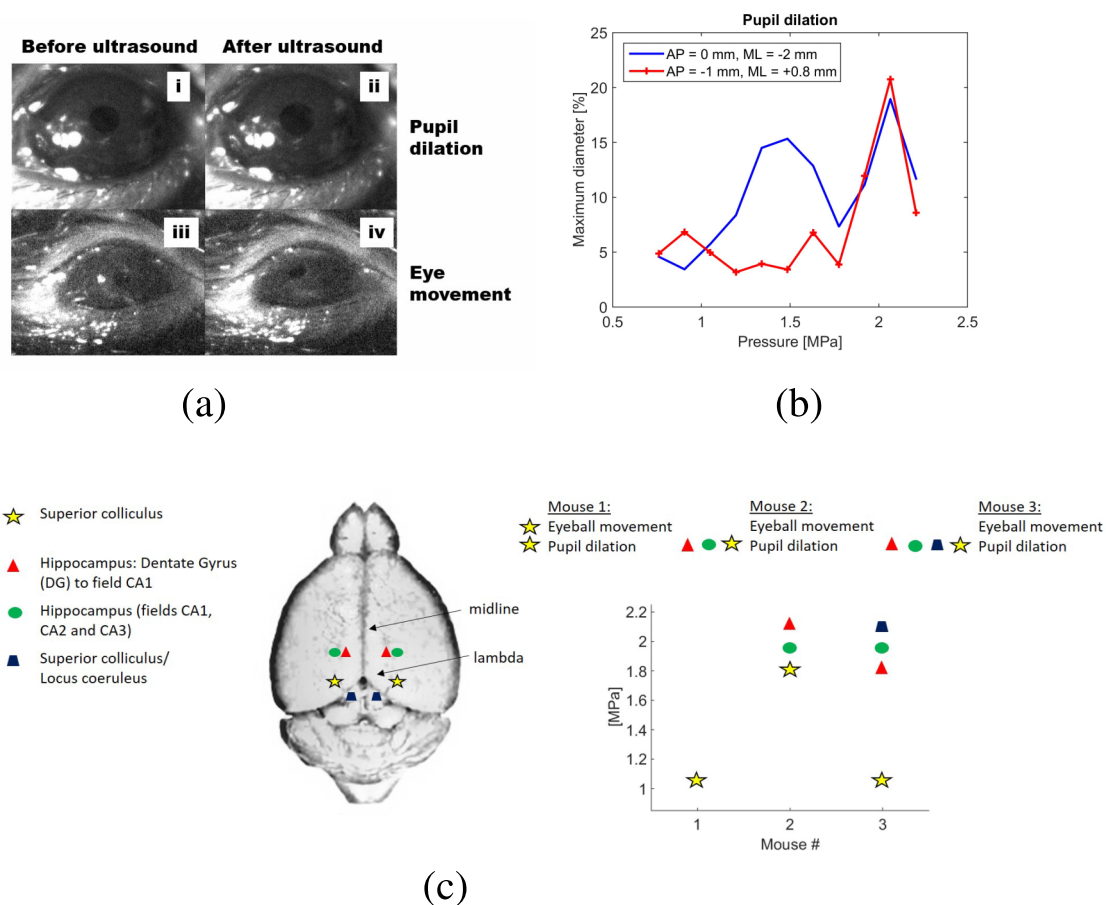 Before ultrasound After ultrasound
i ii
Pupil
dilation
iii iv
Eye
movement
(a)
Pupil dilation
25
20
15
10
5
0
Maximum diameter [%]
AP = 0 mm, ML = -2 mm
AP = -1 mm, ML = +0.8 mm
0.5 1 1.5 2 2.5
Pressure [MPa]
(b)
Superior colliculus
Hippocampus: Dentate Gyrus
(DG) to field CA1
Hippocampus (fields CA1,
CA2 and CA3)
Superior colliculus/
Locus coeruleus
midline
lambda
Mouse 1:
Eyeball movement
Pupil dilation
Mouse 2:
Eyeball movement
Pupil dilation
Mouse 3:
Eyeball movement
Pupil dilation
2.2
2
1.8
1.6
1.4
1.2
1
[MPa]
1 2 3
Mouse #
(c)